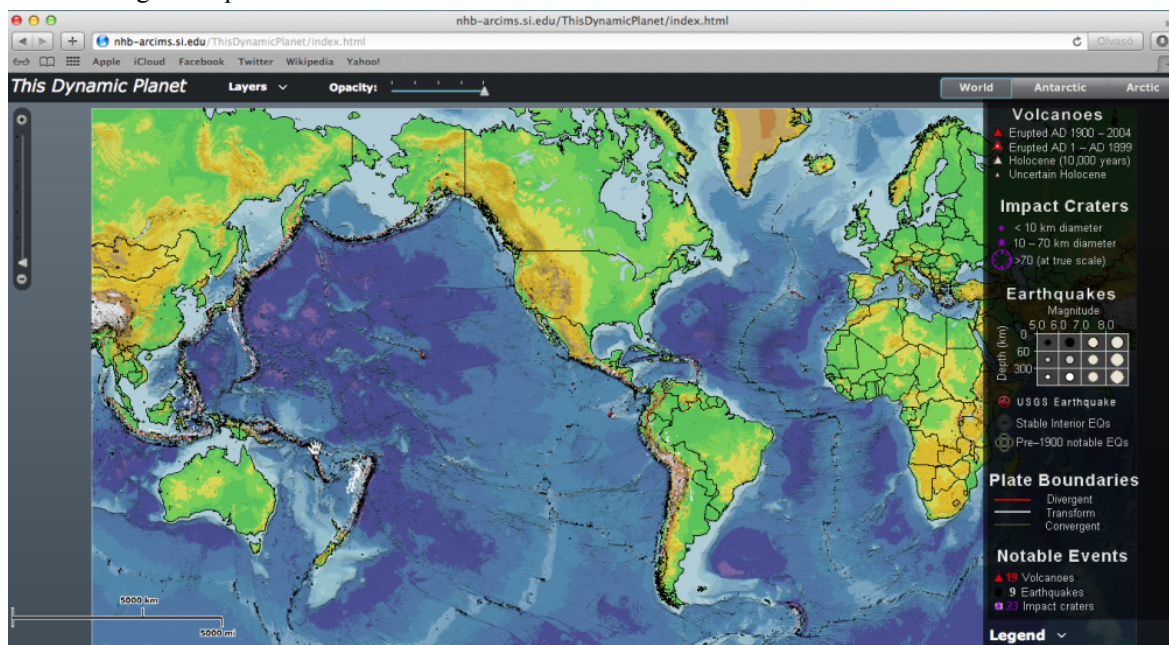 nhb-arcims.si.edu/ThisDynamicPlanet/index.html
nhb-arcims.si.edu/ThisDynamicPlanet/index.html
Olvasó
Apple iCloud Facebook Twitter Wikipedia Yahoo!
This Dynamic Planet Layers Opacity: World Antarctic Arctic
Volcanoes
Erupted AD 1900 – 2004
Erupted AD 1 – AD 1899
Holocene (10,000 years)
Uncertain Holocene
Impact Craters
< 10 km diameter
10 – 70 km diameter
>70 (at true scale)
Earthquakes
Magnitude
5.0 6.0 7.0 8.0
Depth (km)
0
60
300
USGS Earthquake
Stable Interior EQs
Pre–1900 notable EQs
Plate Boundaries
Divergent
Transform
Convergent
Notable Events
19 Volcanoes
9 Earthquakes
23 Impact craters
Legend
5000 km
5000 mi